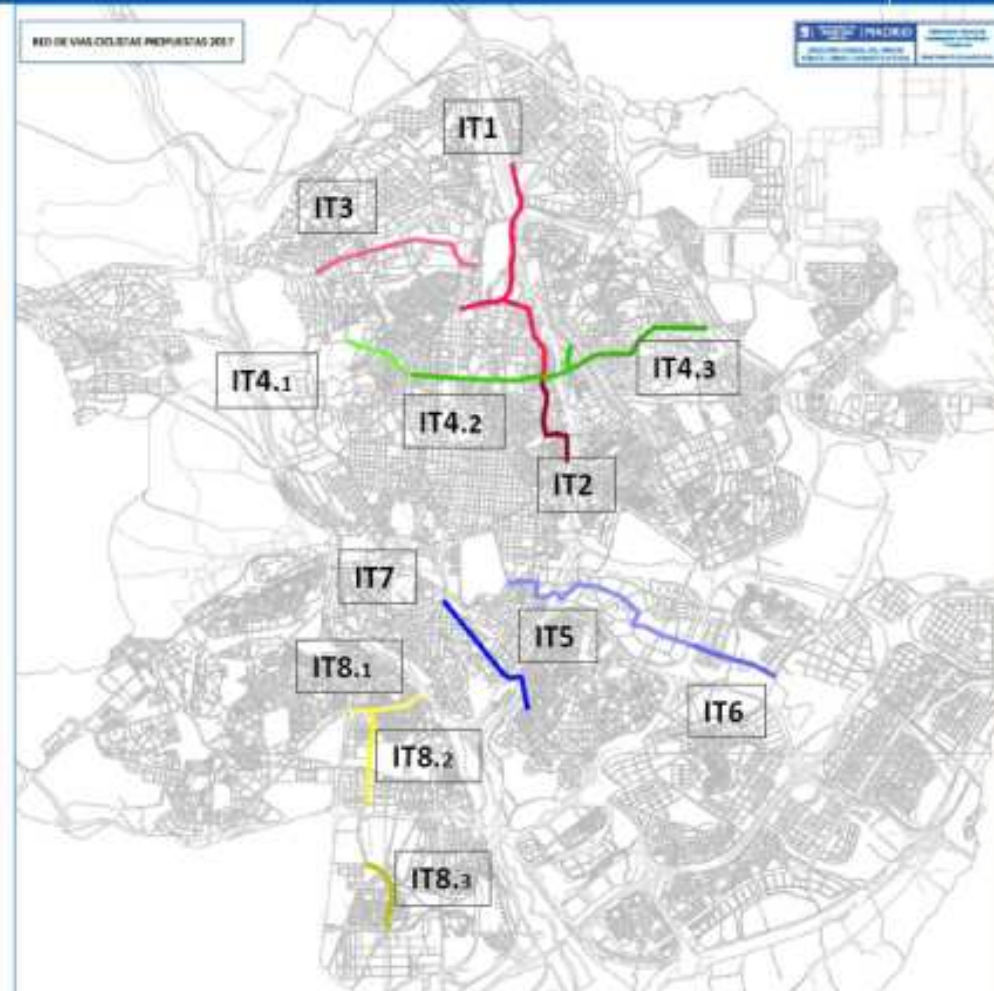 RED DE VIAS CICLISTAS PROPUESTAS 2017
MADRID
IT1
IT3
IT4.1
IT4.3
IT4.2
IT2
IT7
IT5
IT8.1
IT6
IT8.2
IT8.3